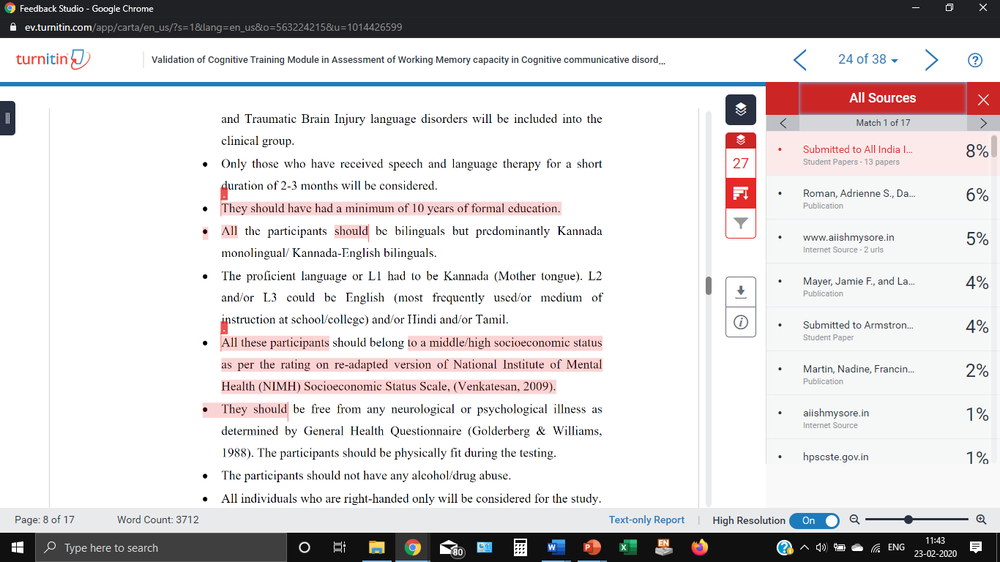 Feedback Studio - Google Chrome
ev.turnitin.com/app/carta/en_us/?s=1&lang=en_us&o=563224215&u=1014426599
turnitin
Validation of Cognitive Training Module in Assessment of Working Memory capacity in Cognitive communicative disord...
24 of 38
?
and Traumatic Brain Injury language disorders will be included into the
clinical group.
• Only those who have received speech and language therapy for a short
duration of 2-3 months will be considered.
• They should have had a minimum of 10 years of formal education.
• All the participants should be bilinguals but predominantly Kannada
monolingual/ Kannada-English bilinguals.
• The proficient language or L1 had to be Kannada (Mother tongue). L2
and/or L3 could be English (most frequently used/or medium of
instruction at school/college) and/or Hindi and/or Tamil.
• All these participants should belong to a middle/high socioeconomic status
as per the rating on re-adapted version of National Institute of Mental
Health (NIMH) Socioeconomic Status Scale, (Venkatesan, 2009).
• They should be free from any neurological or psychological illness as
determined by General Health Questionnaire (Golderberg & Williams,
1988). The participants should be physically fit during the testing.
• The participants should not have any alcohol/drug abuse.
• All individuals who are right-handed only will be considered for the study.
27
All Sources
Match 1 of 17
Submitted to All India I... 8%
Student Papers - 13 papers
Roman, Adrienne S., Da... 6%
Publication
www.aiishmysore.in 5%
Internet Source - 2 urls
Mayer, Jamie F., and La... 4%
Publication
Submitted to Armstron... 4%
Student Paper
Martin, Nadine, Francin... 2%
Publication
aiishmysore.in 1%
Internet Source
hpscste.gov.in 1%
Page: 8 of 17
Word Count: 3712
Text-only Report
High Resolution On
Type here to search
80
EN
ENG
11:43
23-02-2020